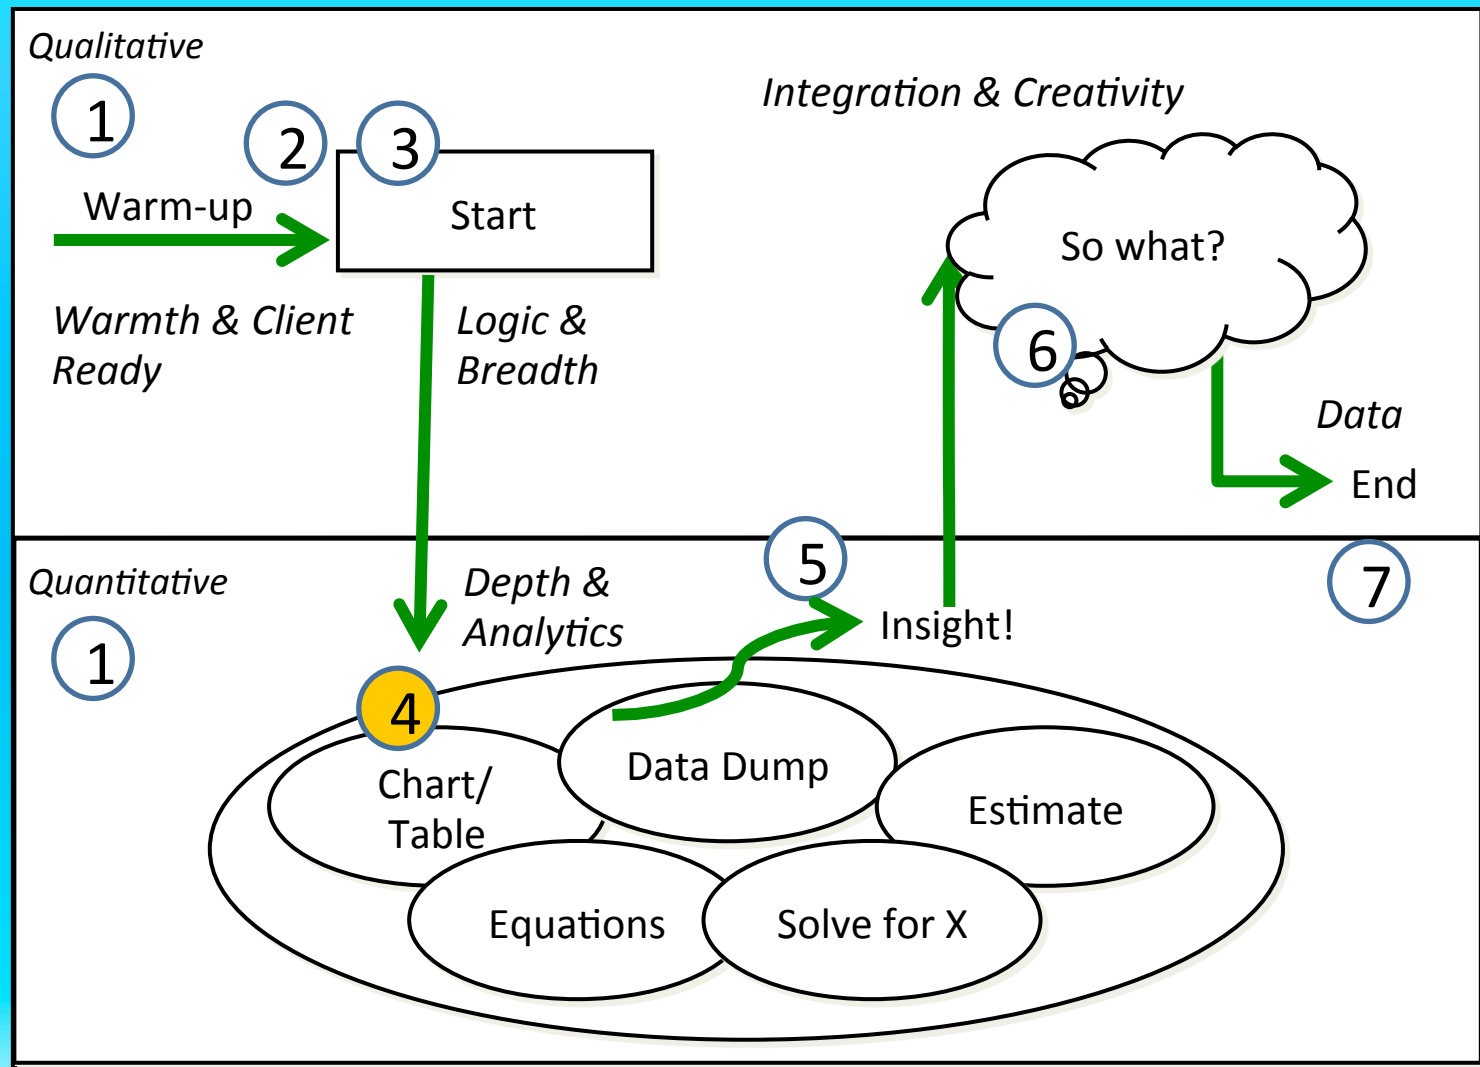 Qualitative
1
2
3
Warm-up
Start
Warmth & Client
Ready
Logic &
Breadth
Integration & Creativity
So what?
6
Data
End
Quantitative
1
Depth &
Analytics
5
Insight!
7
4
Chart/
Table
Data Dump
Estimate
Equations
Solve for X